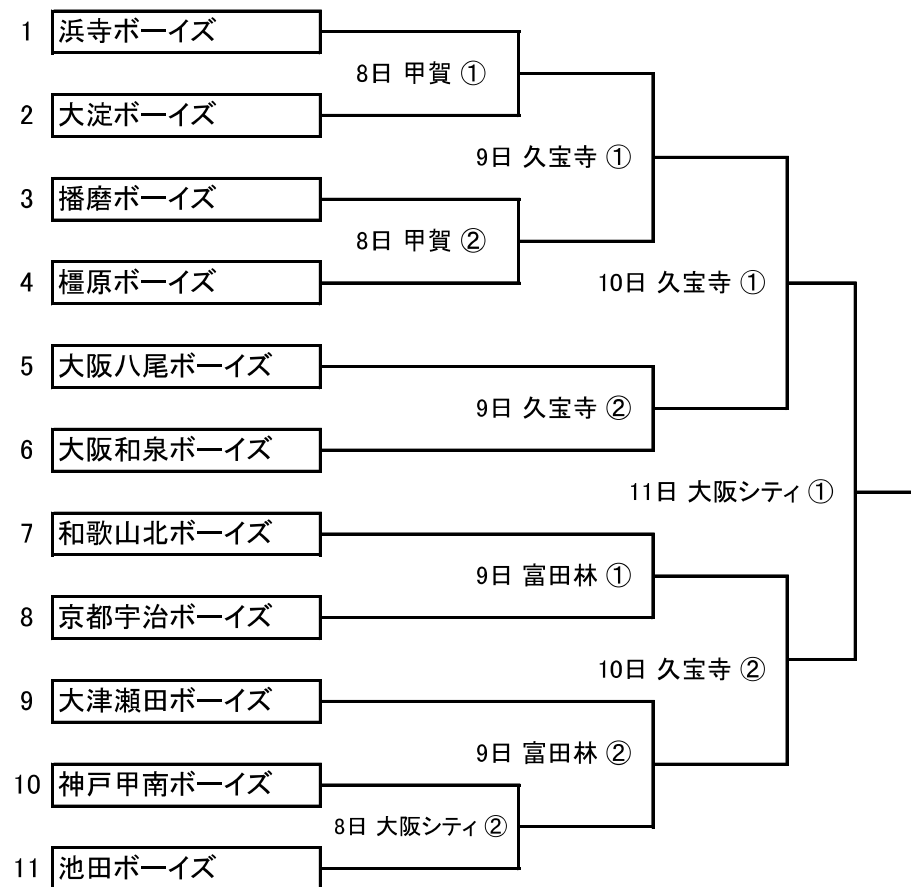 1 浜寺ボーイズ
8日 甲賀 ①
2 大淀ボーイズ
9日 久宝寺 ①
3 播磨ボーイズ
8日 甲賀 ②
4 橿原ボーイズ
10日 久宝寺 ①
5 大阪八尾ボーイズ
9日 久宝寺 ②
6 大阪和泉ボーイズ
11日 大阪シティ ①
7 和歌山北ボーイズ
9日 富田林 ①
8 京都宇治ボーイズ
10日 久宝寺 ②
9 大津瀬田ボーイズ
9日 富田林 ②
10 神戸甲南ボーイズ
8日 大阪シティ ②
11 池田ボーイズ